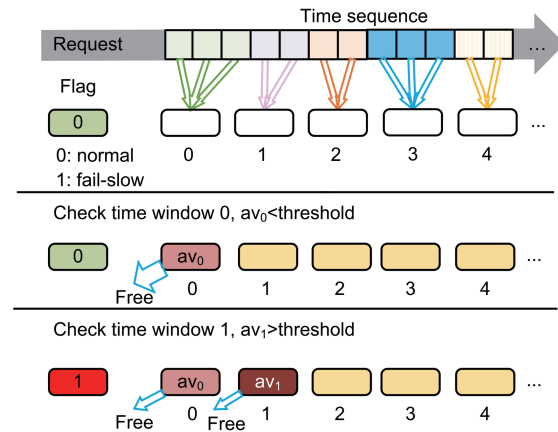 Time sequence
Request ...
Flag
0 ...
0: normal 0 1 2 3 4
1: fail-slow
Check time window 0, av0<threshold
0 av0 ...
Free 0 1 2 3 4
Check time window 1, av1>threshold
1 av0 av1 ...
Free 0 Free 1 2 3 4